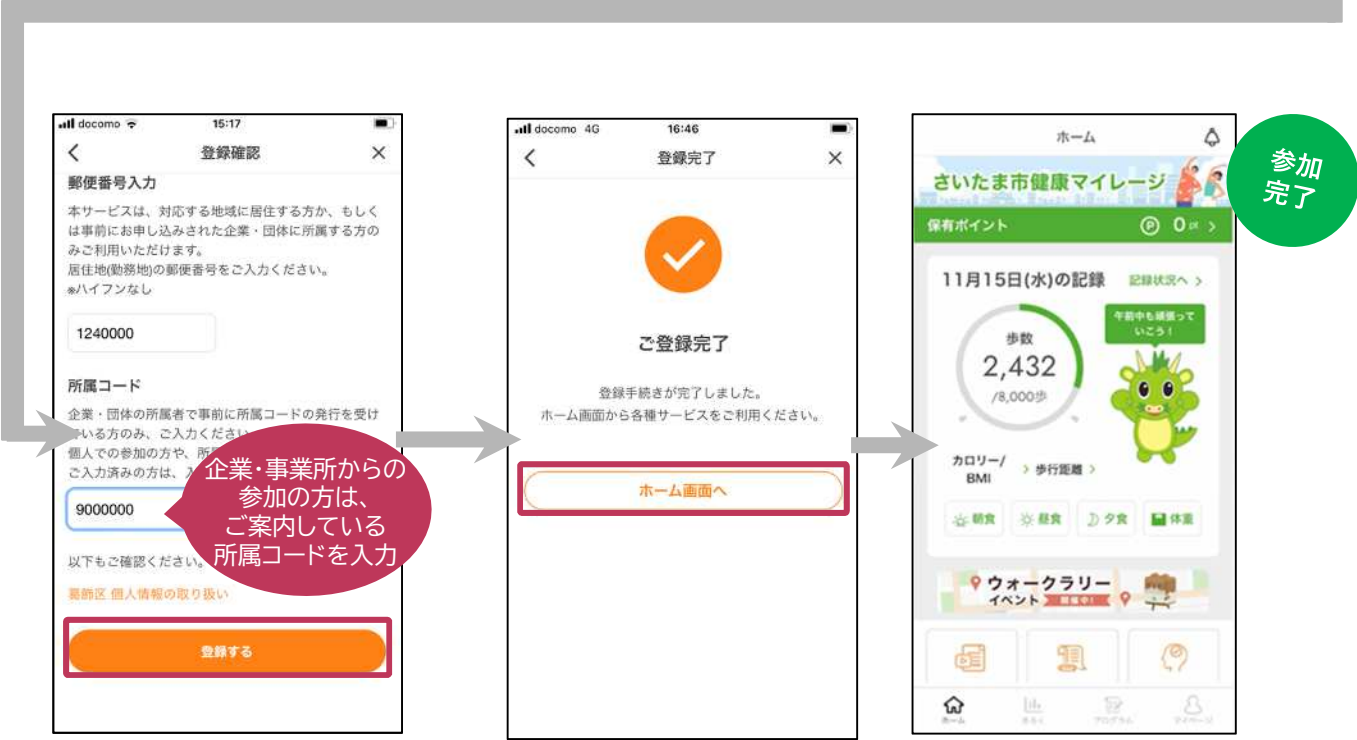 docomo
15:17
登録確認
郵便番号入力
本サービスは、対応する地域に居住する方か、もしく
は事前にお申し込みされた企業・団体に所属する方の
みご利用いただけます。
居住地(勤務地)の郵便番号をご入力ください。
※ハイフンなし
1240000
所属コード
企業・団体の所属者で事前に所属コードの発行を受け
いる方のみ、ご入力ください
個人での参加の方や、所
ご入力済みの方は、
9000000
企業・事業所からの
参加の方は、
ご案内している
所属コードを入力
以下もご確認ください。
葛飾区 個人情報の取り扱い
登録する
docomo 4G
16:46
登録完了
ご登録完了
登録手続きが完了しました。
ホーム画面から各種サービスをご利用ください。
ホーム画面へ
ホーム
参加
完了
さいたま市健康マイレージ
保有ポイント
P 0 pt
11月15日(水)の記録
記録状況へ
午前中も頑張って
いこう!
歩数
2,432
/8,000歩
カロリー/
BMI
歩行距離
朝食
昼食
夕食
体重
ウォークラリー
イベント 開催中!
ホーム
プログラム
マイページ